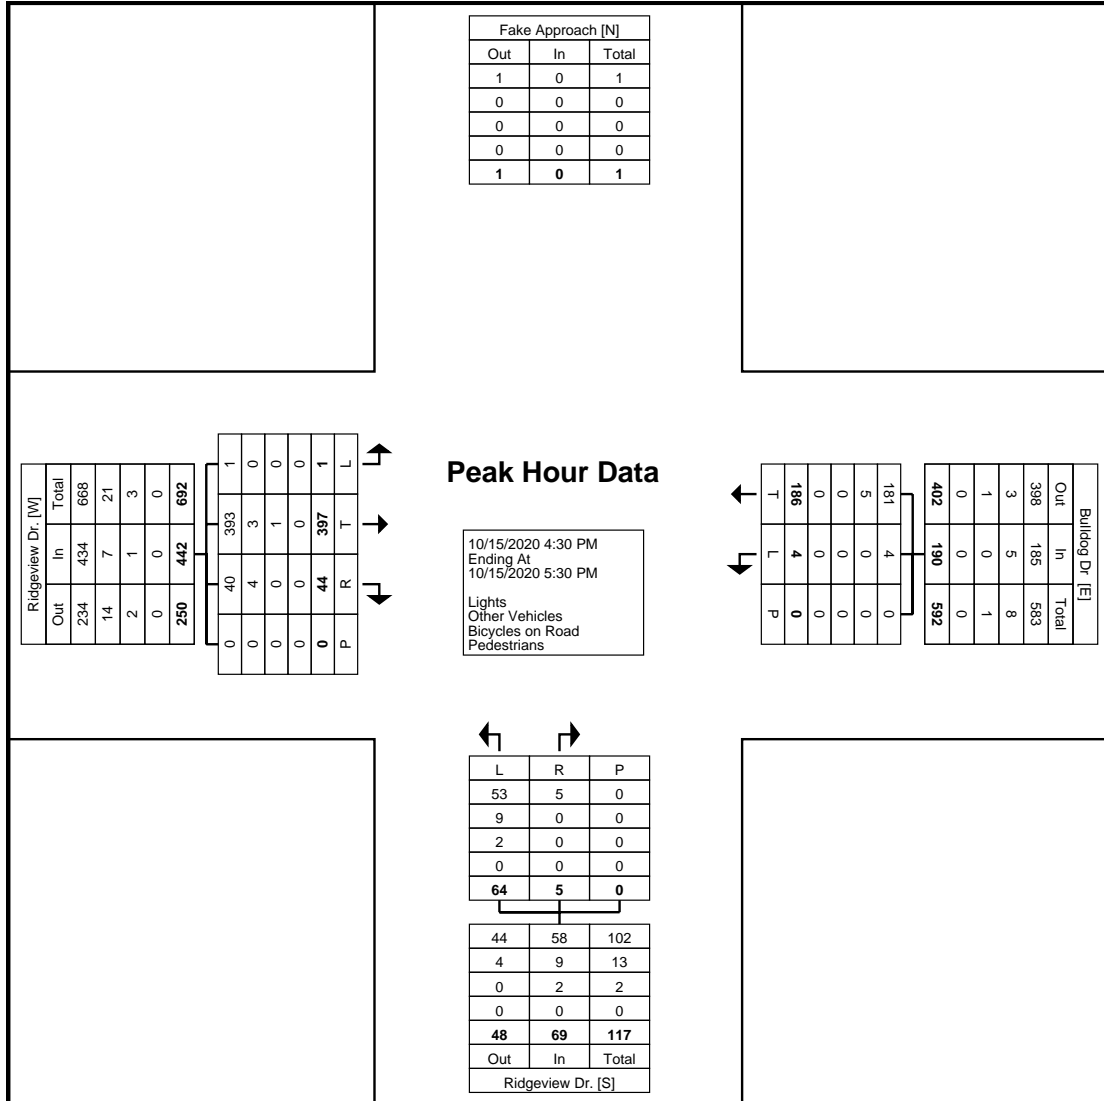 Fake Approach [N]
Out In Total
1 0 1
0 0 0
0 0 0
0 0 0
1 0 1
Peak Hour Data
10/15/2020 4:30 PM
Ending At
10/15/2020 5:30 PM
Lights
Other Vehicles
Bicycles on Road
Pedestrians
Ridgeview Dr. [W]
Total In Out
668 434 234
21 7 14
3 1 2
0 0 0
692 442 250
1 393 40 0
0 3 4 0
0 1 0 0
0 0 0 0
1 397 44 0
L T R P
Bulldog Dr [E]
Out In Total
398 185 583
3 5 8
1 0 1
0 0 0
402 190 592
181 4 0
5 0 0
0 0 0
0 0 0
186 4 0
T L P
L R P
53 5 0
9 0 0
2 0 0
0 0 0
64 5 0
44 58 102
4 9 13
0 2 2
0 0 0
48 69 117
Out In Total
Ridgeview Dr. [S]